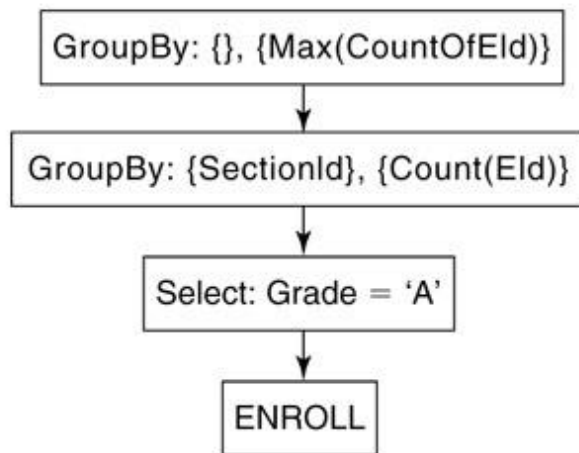 GroupBy: {}, {Max(CountOfEId)}
GroupBy: {SectionId}, {Count(EId)}
Select: Grade = ‘A’
ENROLL